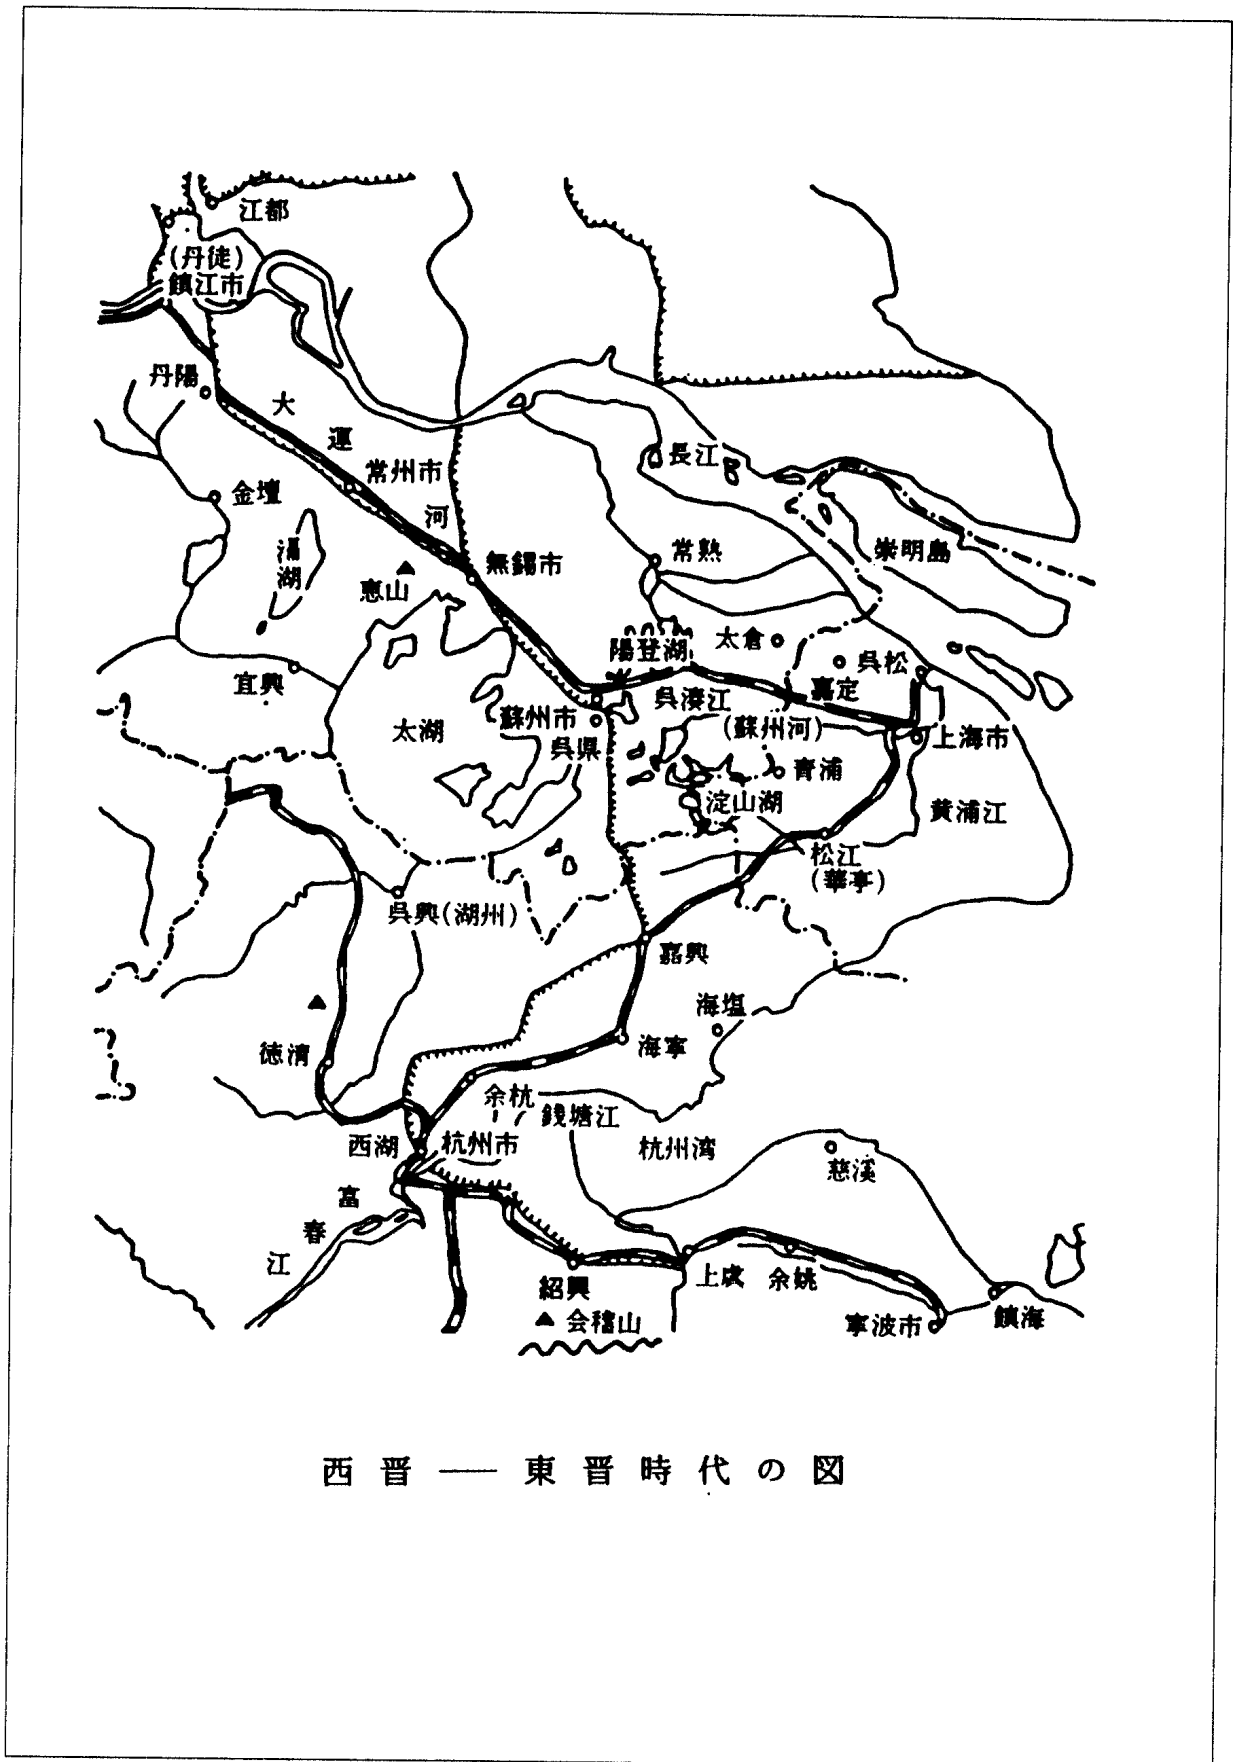 江都
(丹徒)
鎮江市
丹陽
大運河
常州市
金壇
滆湖
惠山
無錫市
長江
常熟
崇明島
陽登湖
太倉
呉松
嘉定
宜興
太湖
蘇州市
呉県
呉湊江
(蘇州河)
上海市
青浦
淀山湖
黄浦江
松江
(華亭)
呉興(湖州)
嘉興
海塩
海寧
徳清
余杭
銭塘江
西湖
杭州市
杭州湾
慈溪
富春江
紹興
上虞
余姚
会稽山
寧波市
鎮海
西晋――東晋時代の図